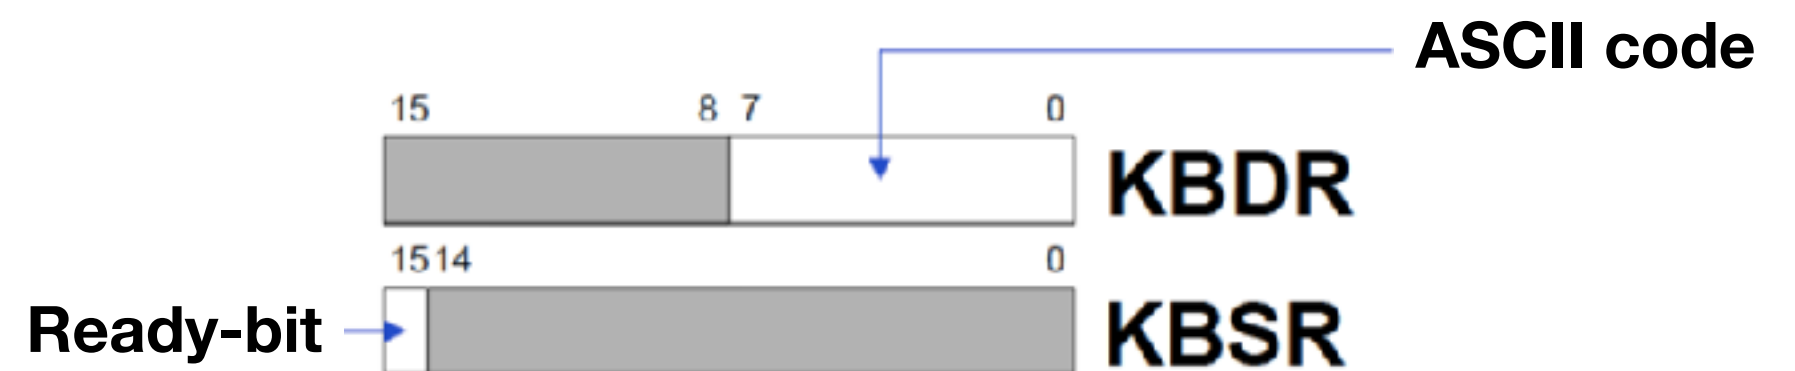 ASCII code
15 8 7 0
KBDR
15 14 0
Ready-bit
KBSR